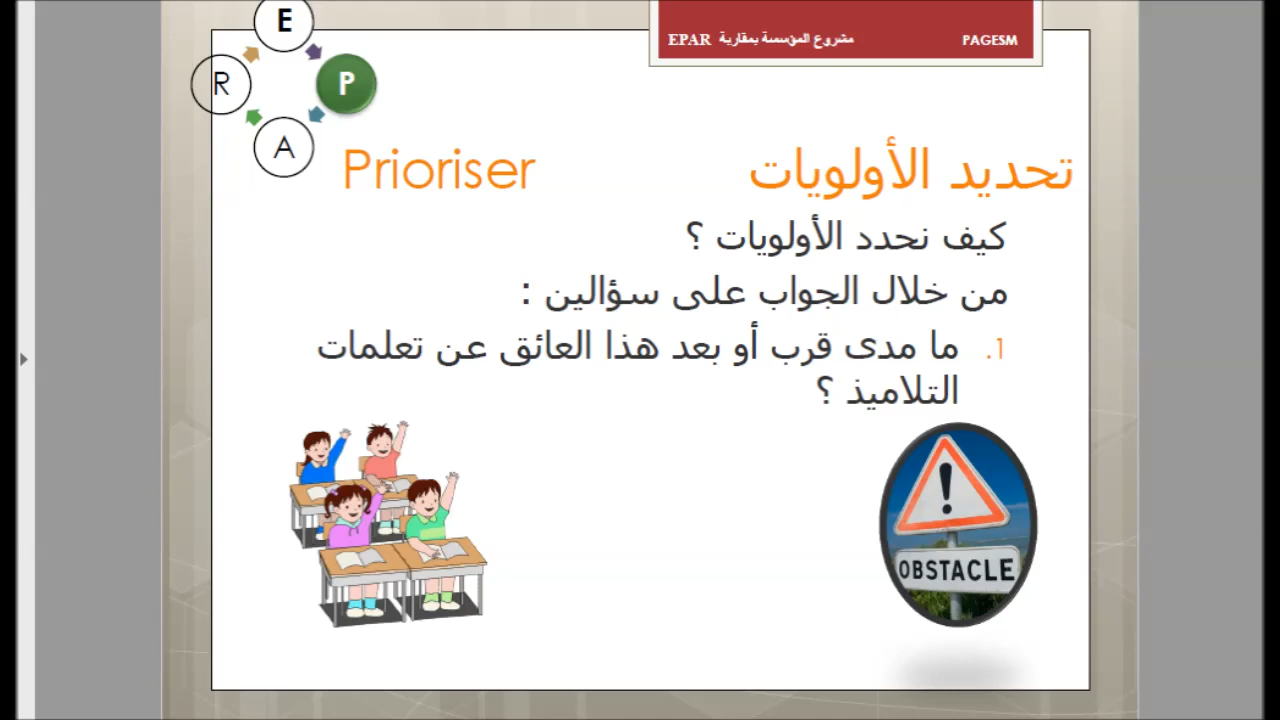 E
R
P
A
مشروع المؤسسة بمقاربة EPAR
PAGESM
تحديد الأولويات
Prioriser
كيف نحدد الأولويات ؟
من خلال الجواب على سؤالين :
1. ما مدى قرب أو بعد هذا العائق عن تعلمات
التلاميذ ؟
OBSTACLE